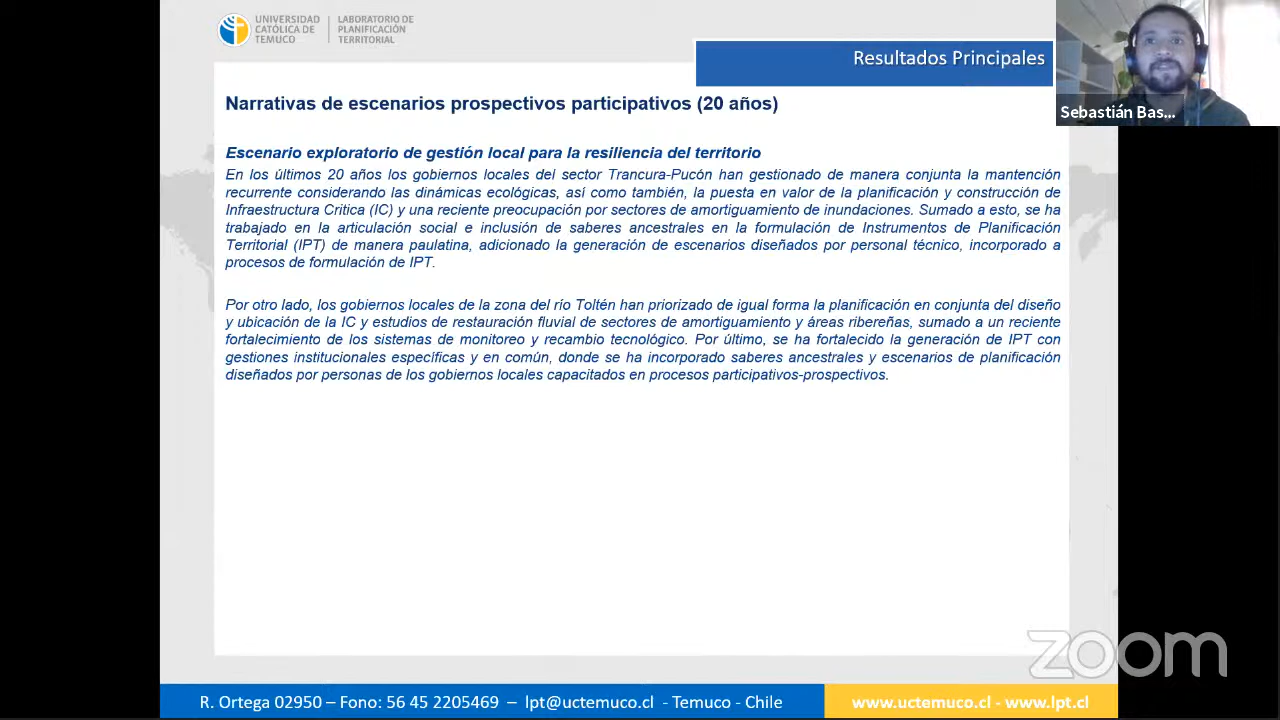 UNIVERSIDAD
CATÓLICA DE
TEMUCO
LABORATORIO DE
PLANIFICACIÓN
TERRITORIAL
Resultados Principales
Sebastián Bas...
Narrativas de escenarios prospectivos participativos (20 años)
Escenario exploratorio de gestión local para la resiliencia del territorio
En los últimos 20 años los gobiernos locales del sector Trancura-Pucón han gestionado de manera conjunta la mantención
recurrente considerando las dinámicas ecológicas, así como también, la puesta en valor de la planificación y construcción de
Infraestructura Critica (IC) y una reciente preocupación por sectores de amortiguamiento de inundaciones. Sumado a esto, se ha
trabajado en la articulación social e inclusión de saberes ancestrales en la formulación de Instrumentos de Planificación
Territorial (IPT) de manera paulatina, adicionado la generación de escenarios diseñados por personal técnico, incorporado a
procesos de formulación de IPT.
Por otro lado, los gobiernos locales de la zona del río Toltén han priorizado de igual forma la planificación en conjunta del diseño
y ubicación de la IC y estudios de restauración fluvial de sectores de amortiguamiento y áreas ribereñas, sumado a un reciente
fortalecimiento de los sistemas de monitoreo y recambio tecnológico. Por último, se ha fortalecido la generación de IPT con
gestiones institucionales específicas y en común, donde se ha incorporado saberes ancestrales y escenarios de planificación
diseñados por personas de los gobiernos locales capacitados en procesos participativos-prospectivos.
zoom
R. Ortega 02950 – Fono: 56 45 2205469 – lpt@uctemuco.cl - Temuco - Chile
www.uctemuco.cl - www.lpt.cl